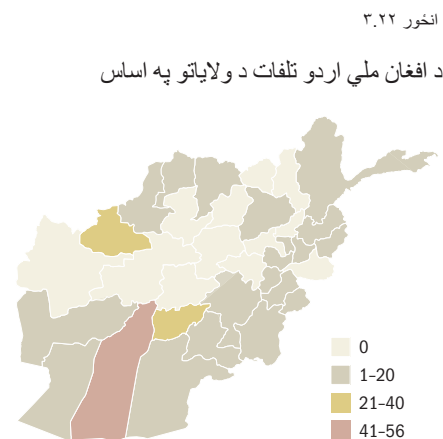 انځور ۳.۲۲
د افغان ملي اردو تلفات د ولایاتو په اساس
0
1–20
21–40
41–56